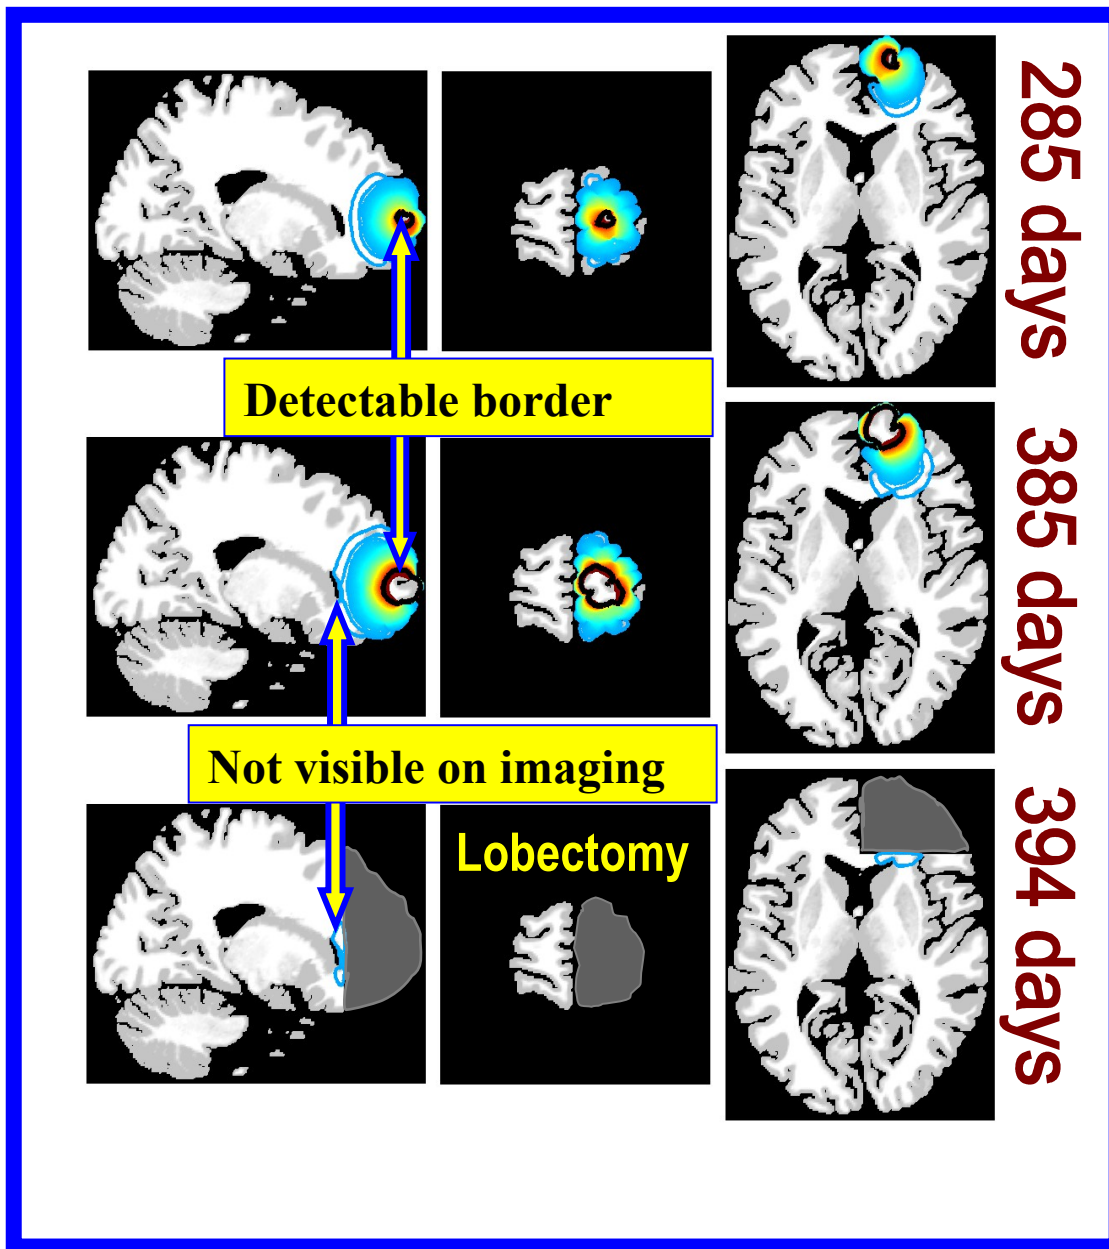 285 days
Detectable border
385 days
Not visible on imaging
Lobectomy
394 days